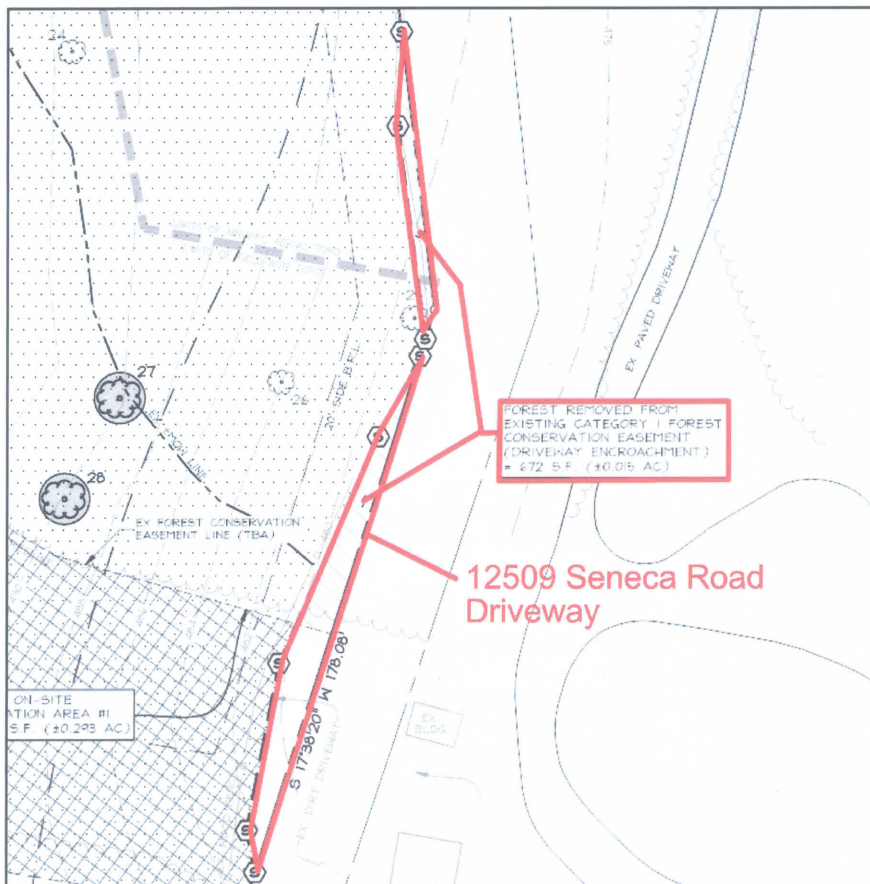 24
475
S
S
EX PAVED DRIVEWAY
S
S
27
26
20' SIDE B.R.L.
FOREST REMOVED FROM
EXISTING CATEGORY I FOREST
CONSERVATION EASEMENT
(DRIVEWAY ENCROACHMENT)
= 672 S.F. (±0.015 AC)
S
28
EX FOREST CONSERVATION
EASEMENT LINE (TBA)
12509 Seneca Road
Driveway
S
S 17°38'20" W 178.08'
ON-SITE
ATION AREA #1
S.F. (±0.293 AC)
EX
BLDG
EX DIRT DRIVEWAY
S
S